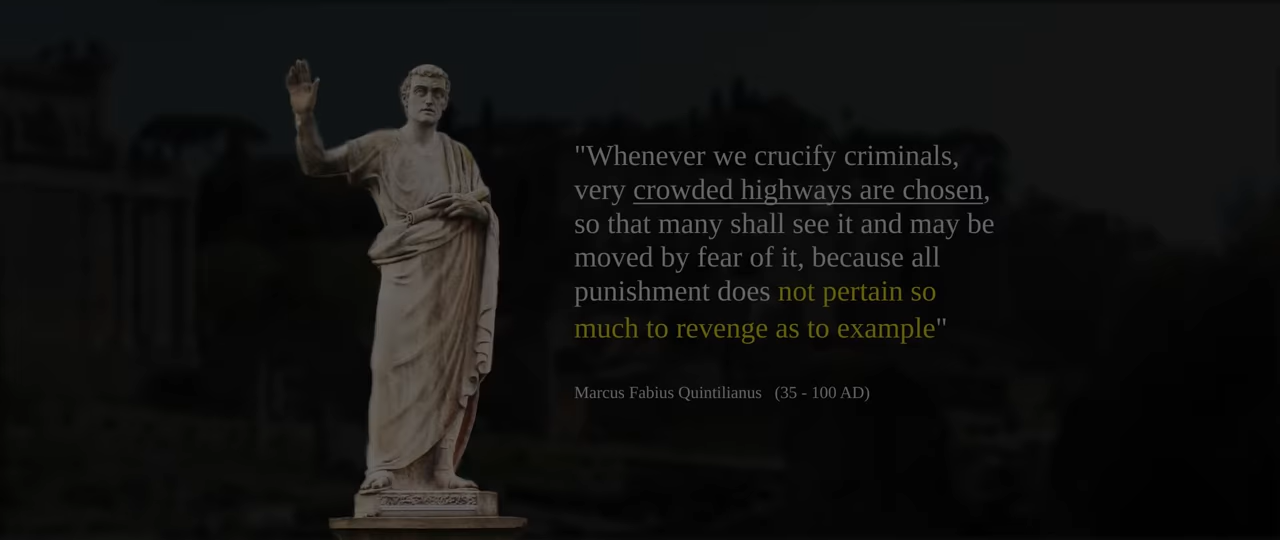 "Whenever we crucify criminals,
very crowded highways are chosen,
so that many shall see it and may be
moved by fear of it, because all
punishment does not pertain so
much to revenge as to example"
Marcus Fabius Quintilianus (35 - 100 AD)